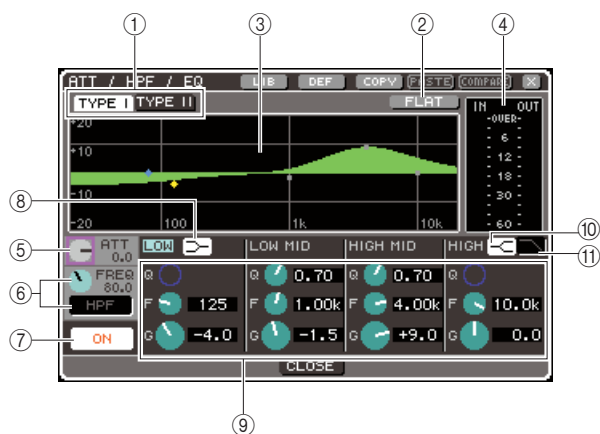 ① ③ ② ④
ATT / HPF / EQ LIB DEF COPY PASTE COMPARE X
TYPE I TYPE II FLAT IN OUT
+20 -OVER-
+10 6
12
18
-10 30
-20 100 1k 10k 60
⑧ ⑩
⑤ ATT 0.0 LOW LOW MID HIGH MID HIGH ⑪
⑥ FREQ 80.0 Q Q 0.70 Q 0.70 Q
HPF F 125 F 1.00k F 4.00k F 10.0k
⑦ ON G -4.0 G -1.5 G +9.0 G 0.0
CLOSE
⑨